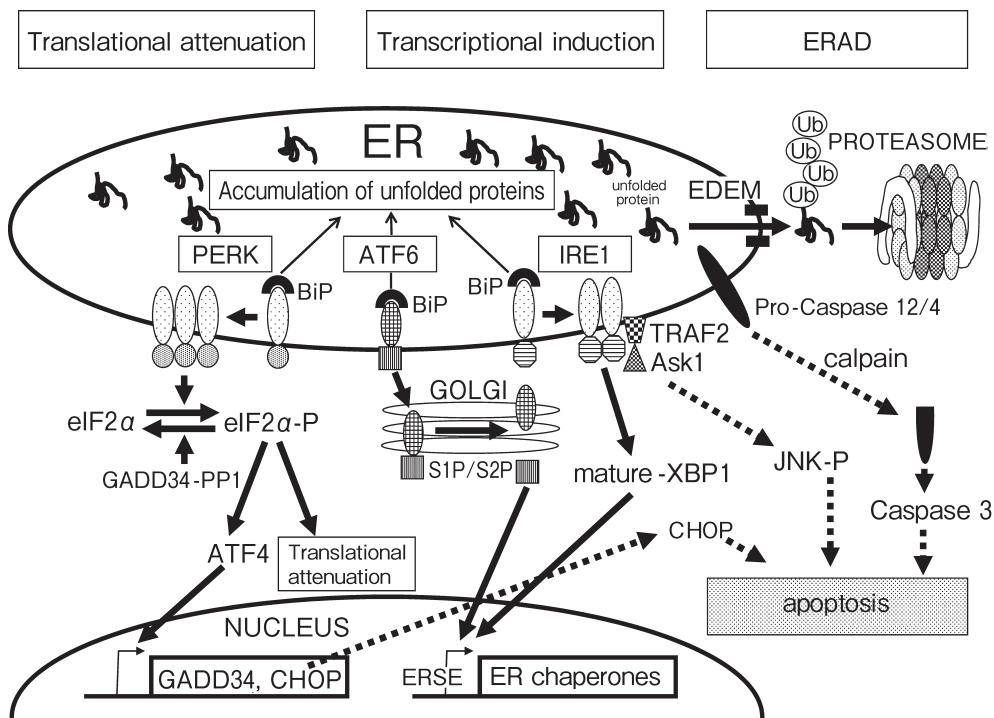 Translational attenuation
Transcriptional induction
ERAD
ER
Accumulation of unfolded proteins
unfolded
protein
EDEM
Ub
Ub
Ub
Ub
PROTEASOME
PERK
ATF6
IRE1
BiP
BiP
BiP
Pro-Caspase 12/4
TRAF2
Ask1
calpain
GOLGI
eIF2α
eIF2α-P
GADD34-PP1
S1P/S2P
mature-XBP1
JNK-P
Caspase 3
ATF4
Translational
attenuation
CHOP
apoptosis
NUCLEUS
GADD34, CHOP
ERSE
ER chaperones